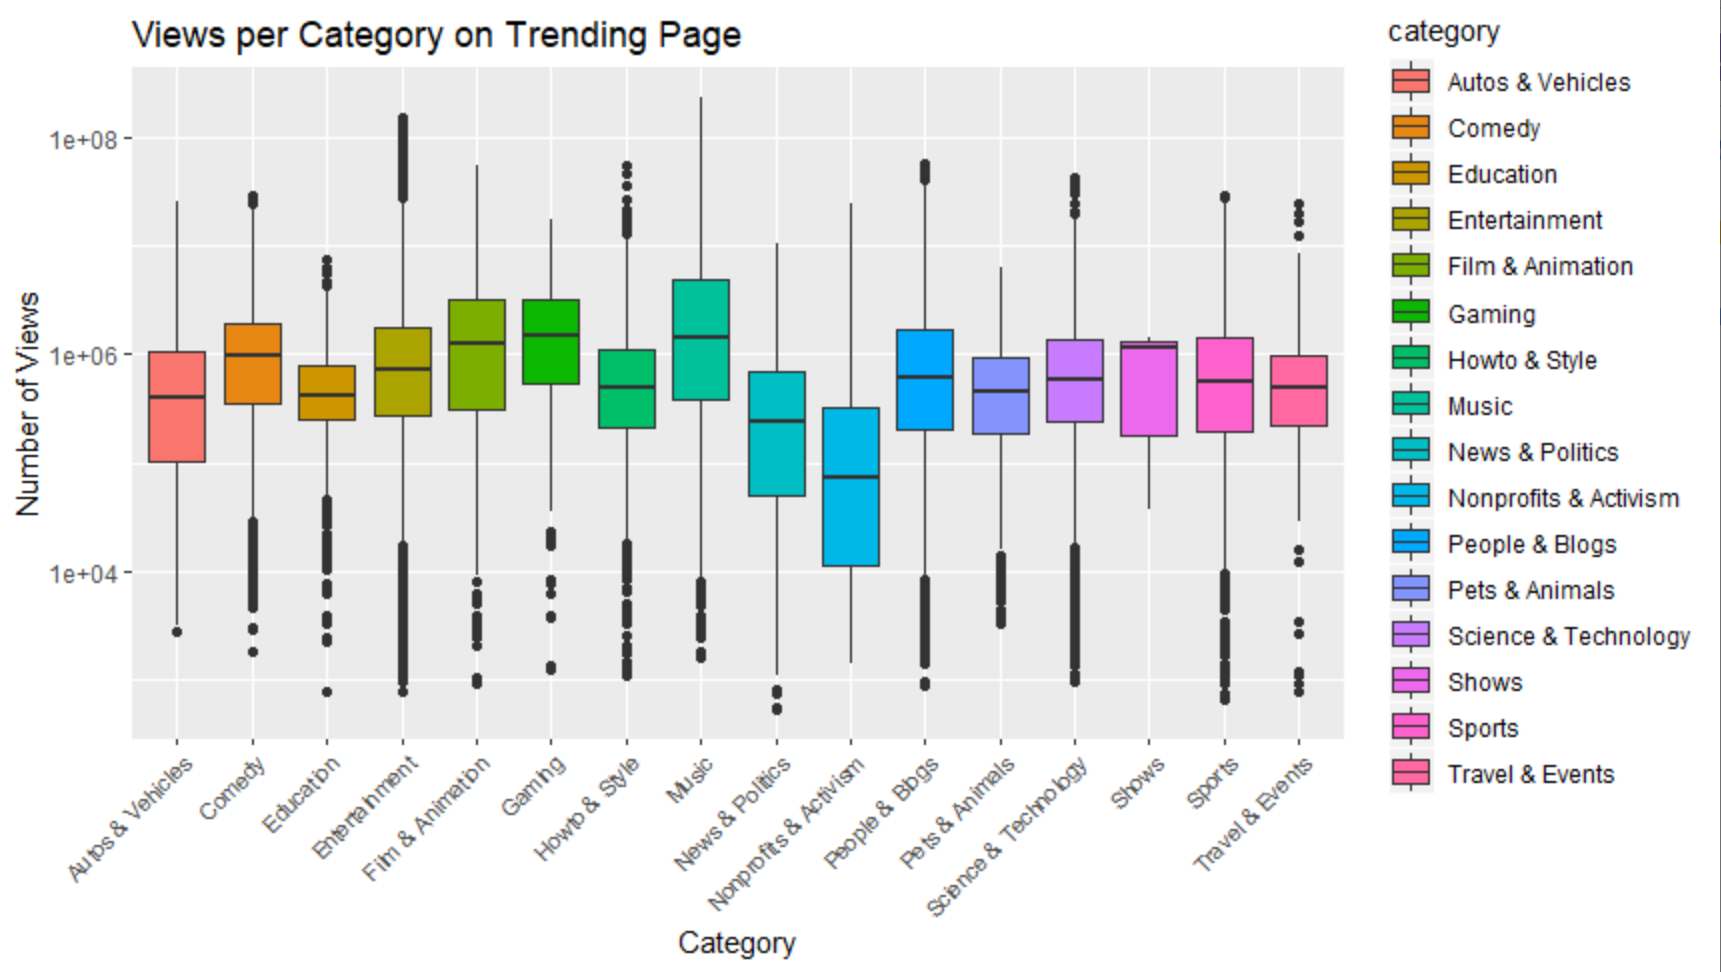 Views per Category on Trending Page
Number of Views
1e+08
1e+06
1e+04
Autos & Vehicles
Comedy
Education
Entertainment
Film & Animation
Gaming
Howto & Style
Music
News & Politics
Nonprofits & Activism
People & Blogs
Pets & Animals
Science & Technology
Shows
Sports
Travel & Events
Category
category
Autos & Vehicles
Comedy
Education
Entertainment
Film & Animation
Gaming
Howto & Style
Music
News & Politics
Nonprofits & Activism
People & Blogs
Pets & Animals
Science & Technology
Shows
Sports
Travel & Events